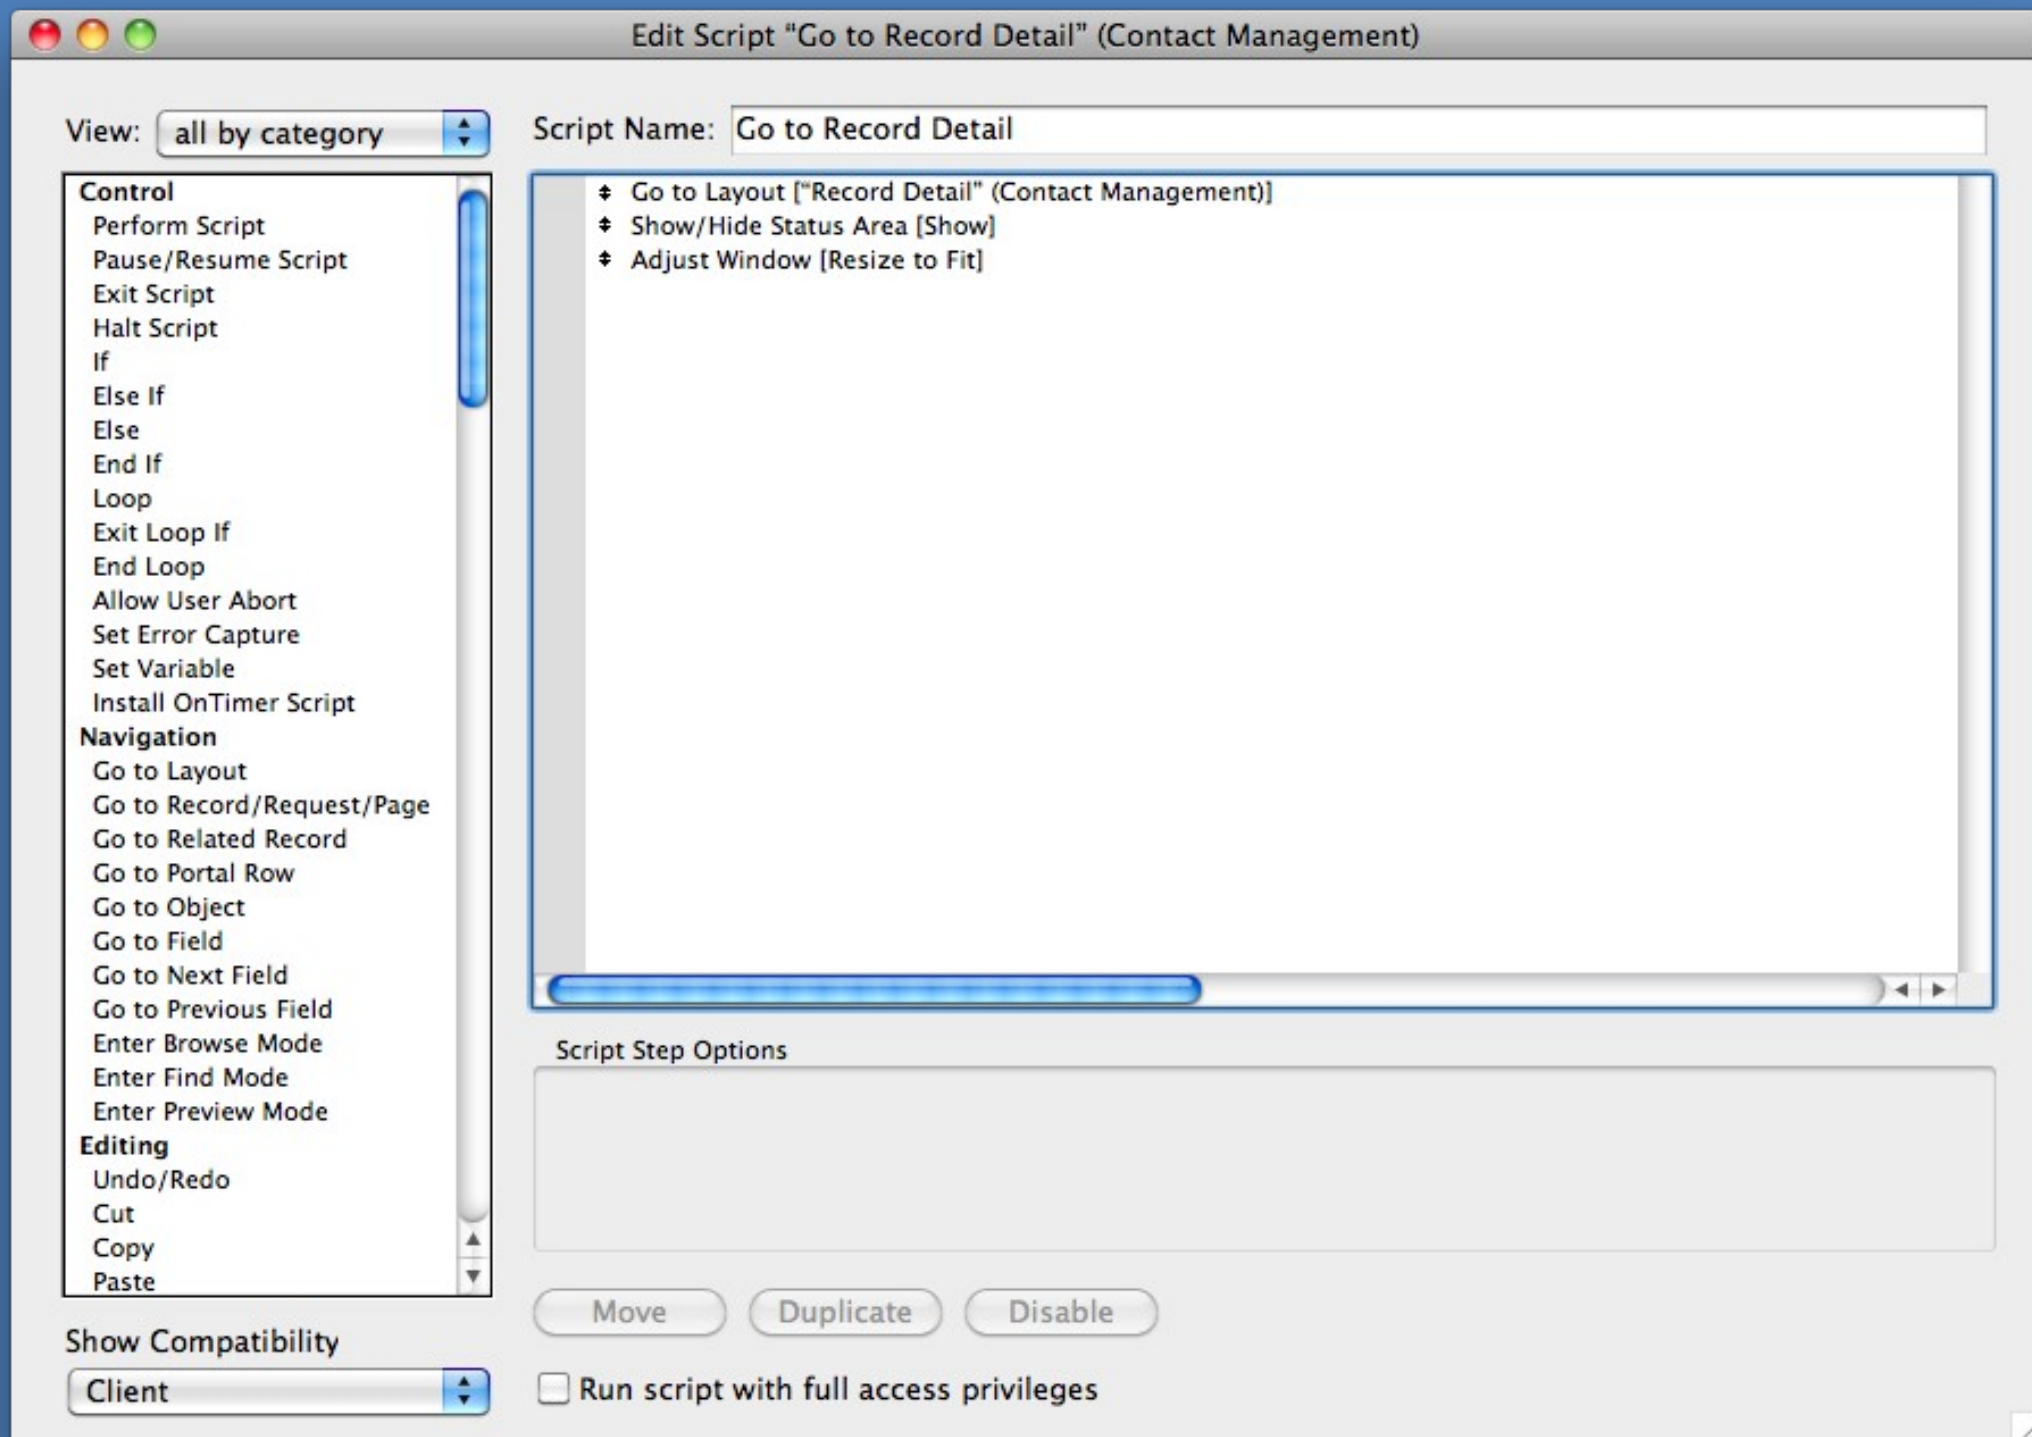 Edit Script “Go to Record Detail” (Contact Management)
View: all by category
Control
Perform Script
Pause/Resume Script
Exit Script
Halt Script
If
Else If
Else
End If
Loop
Exit Loop If
End Loop
Allow User Abort
Set Error Capture
Set Variable
Install OnTimer Script
Navigation
Go to Layout
Go to Record/Request/Page
Go to Related Record
Go to Portal Row
Go to Object
Go to Field
Go to Next Field
Go to Previous Field
Enter Browse Mode
Enter Find Mode
Enter Preview Mode
Editing
Undo/Redo
Cut
Copy
Paste
Show Compatibility
Client
Script Name: Go to Record Detail
Go to Layout [“Record Detail” (Contact Management)]
Show/Hide Status Area [Show]
Adjust Window [Resize to Fit]
Script Step Options
Move Duplicate Disable
Run script with full access privileges